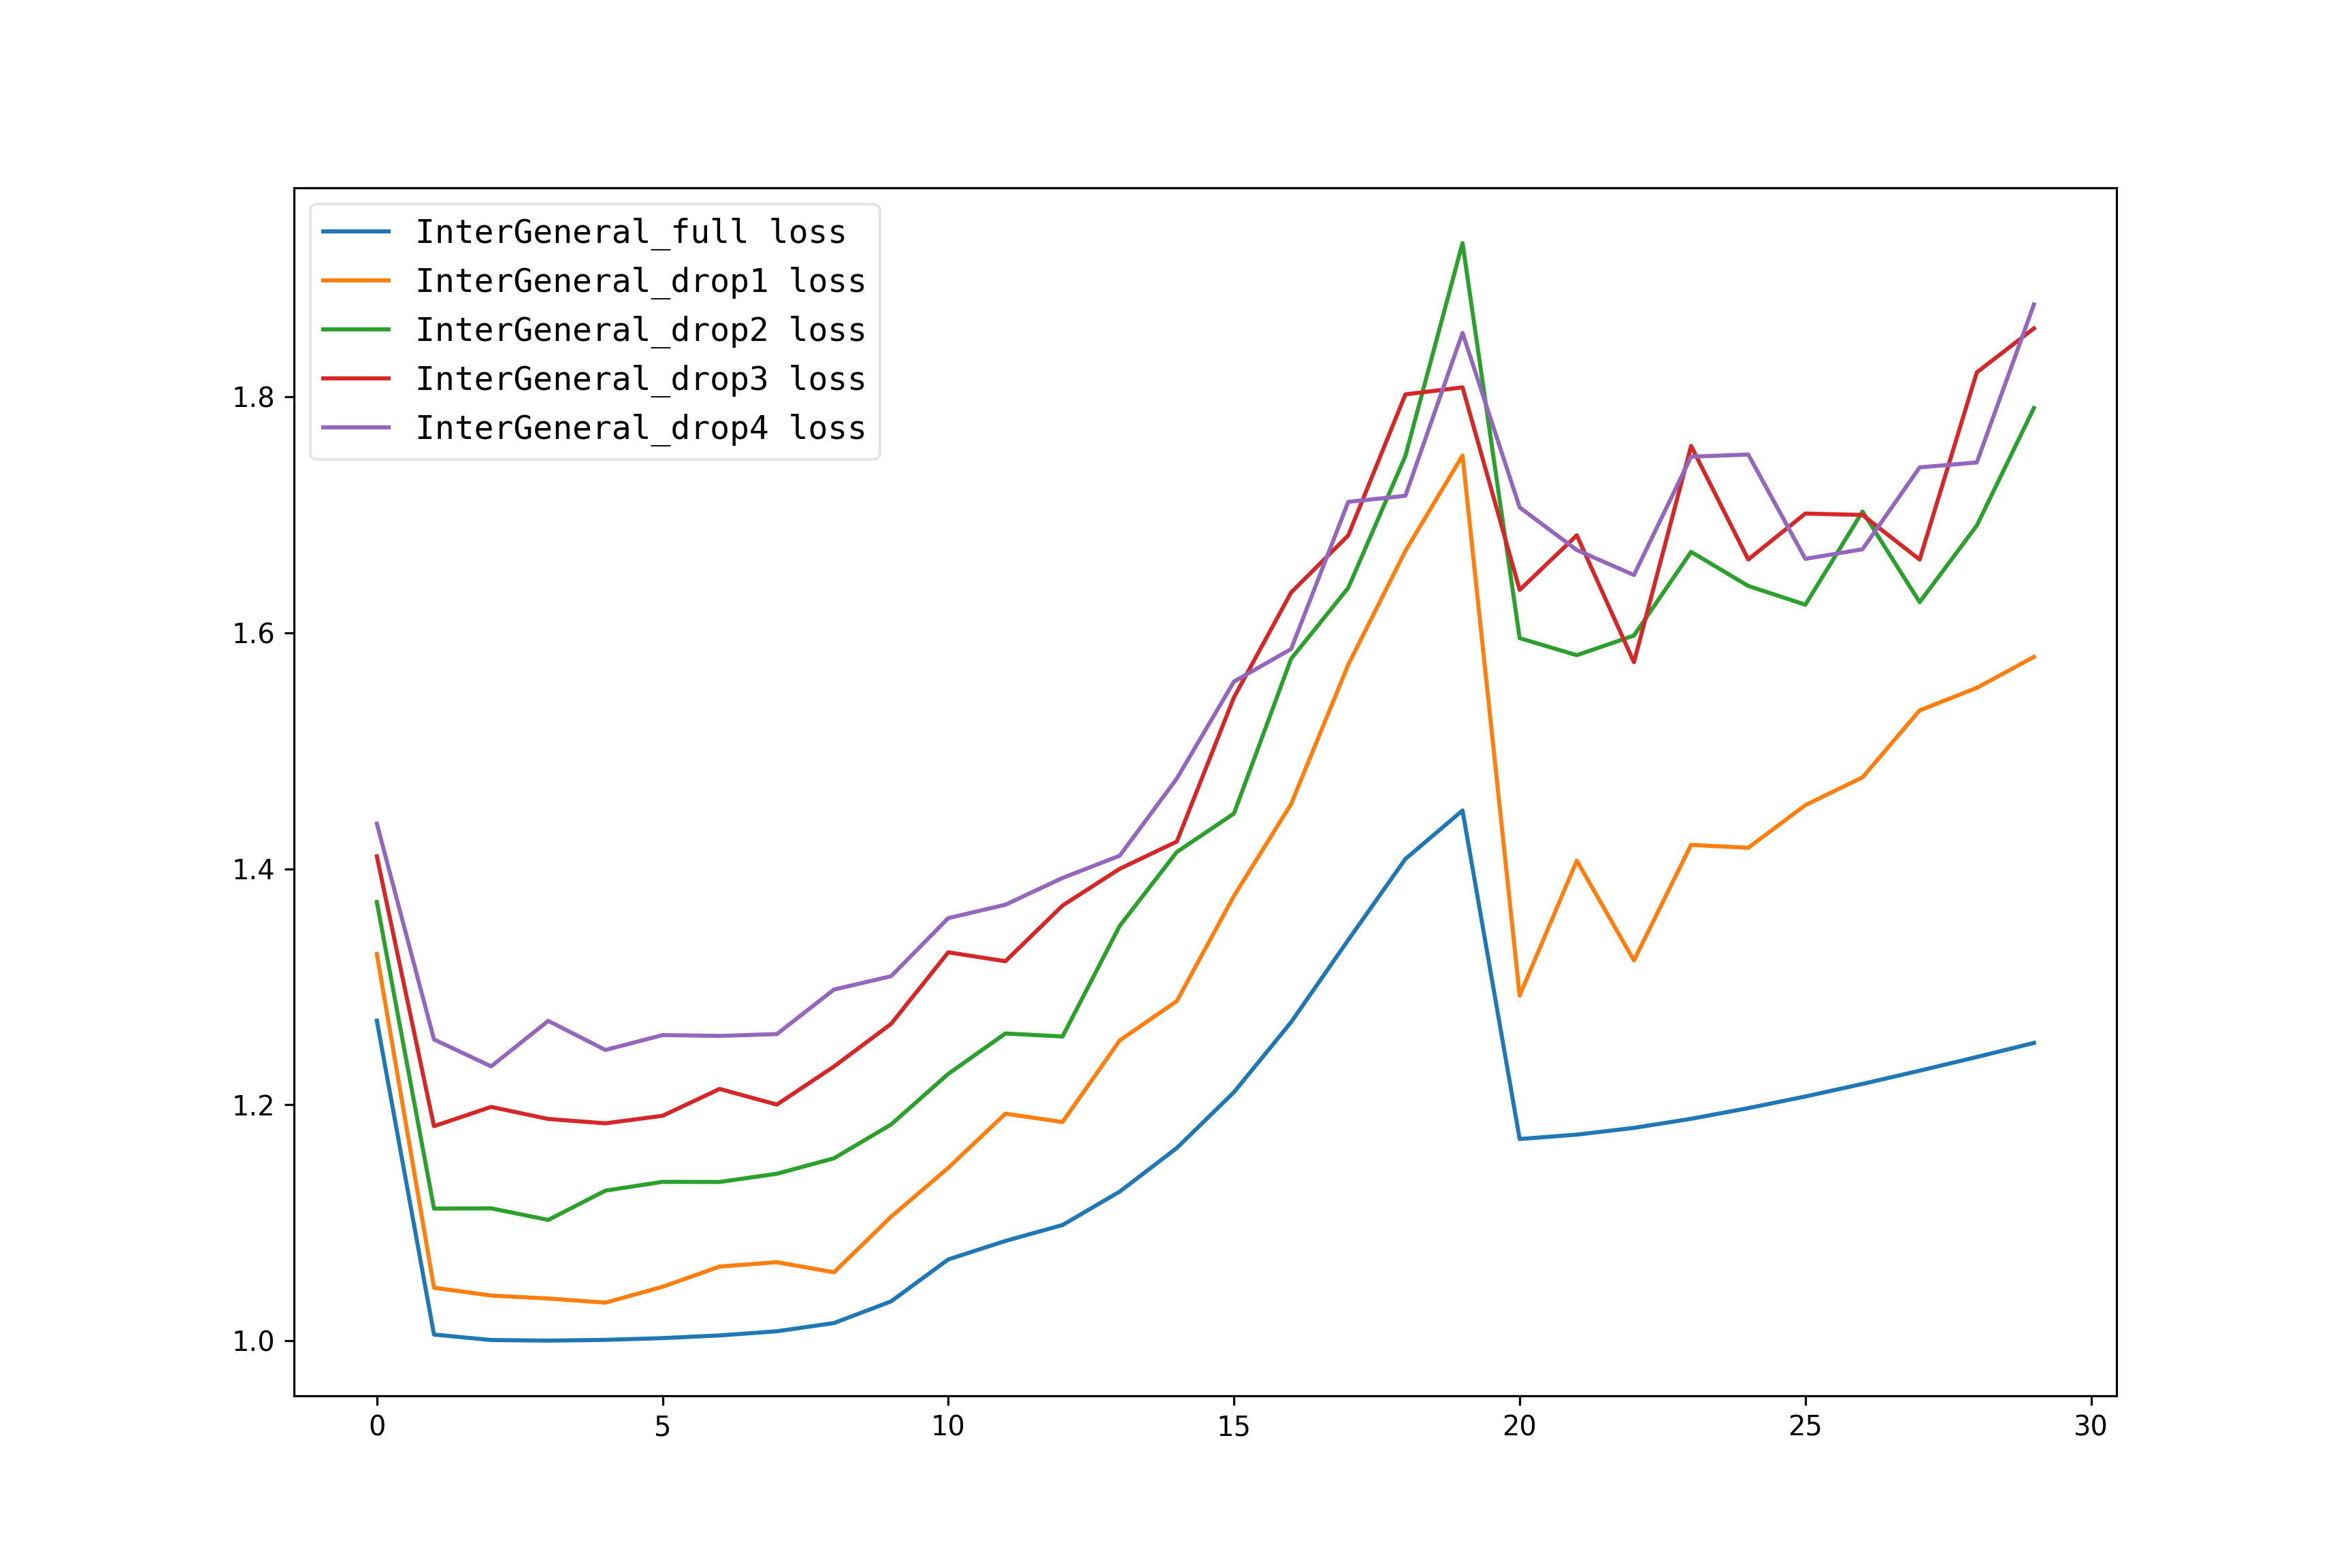 InterGeneral_full loss
InterGeneral_drop1 loss
InterGeneral_drop2 loss
InterGeneral_drop3 loss
InterGeneral_drop4 loss
1.8
1.6
1.4
1.2
1.0
0 5 10 15 20 25 30